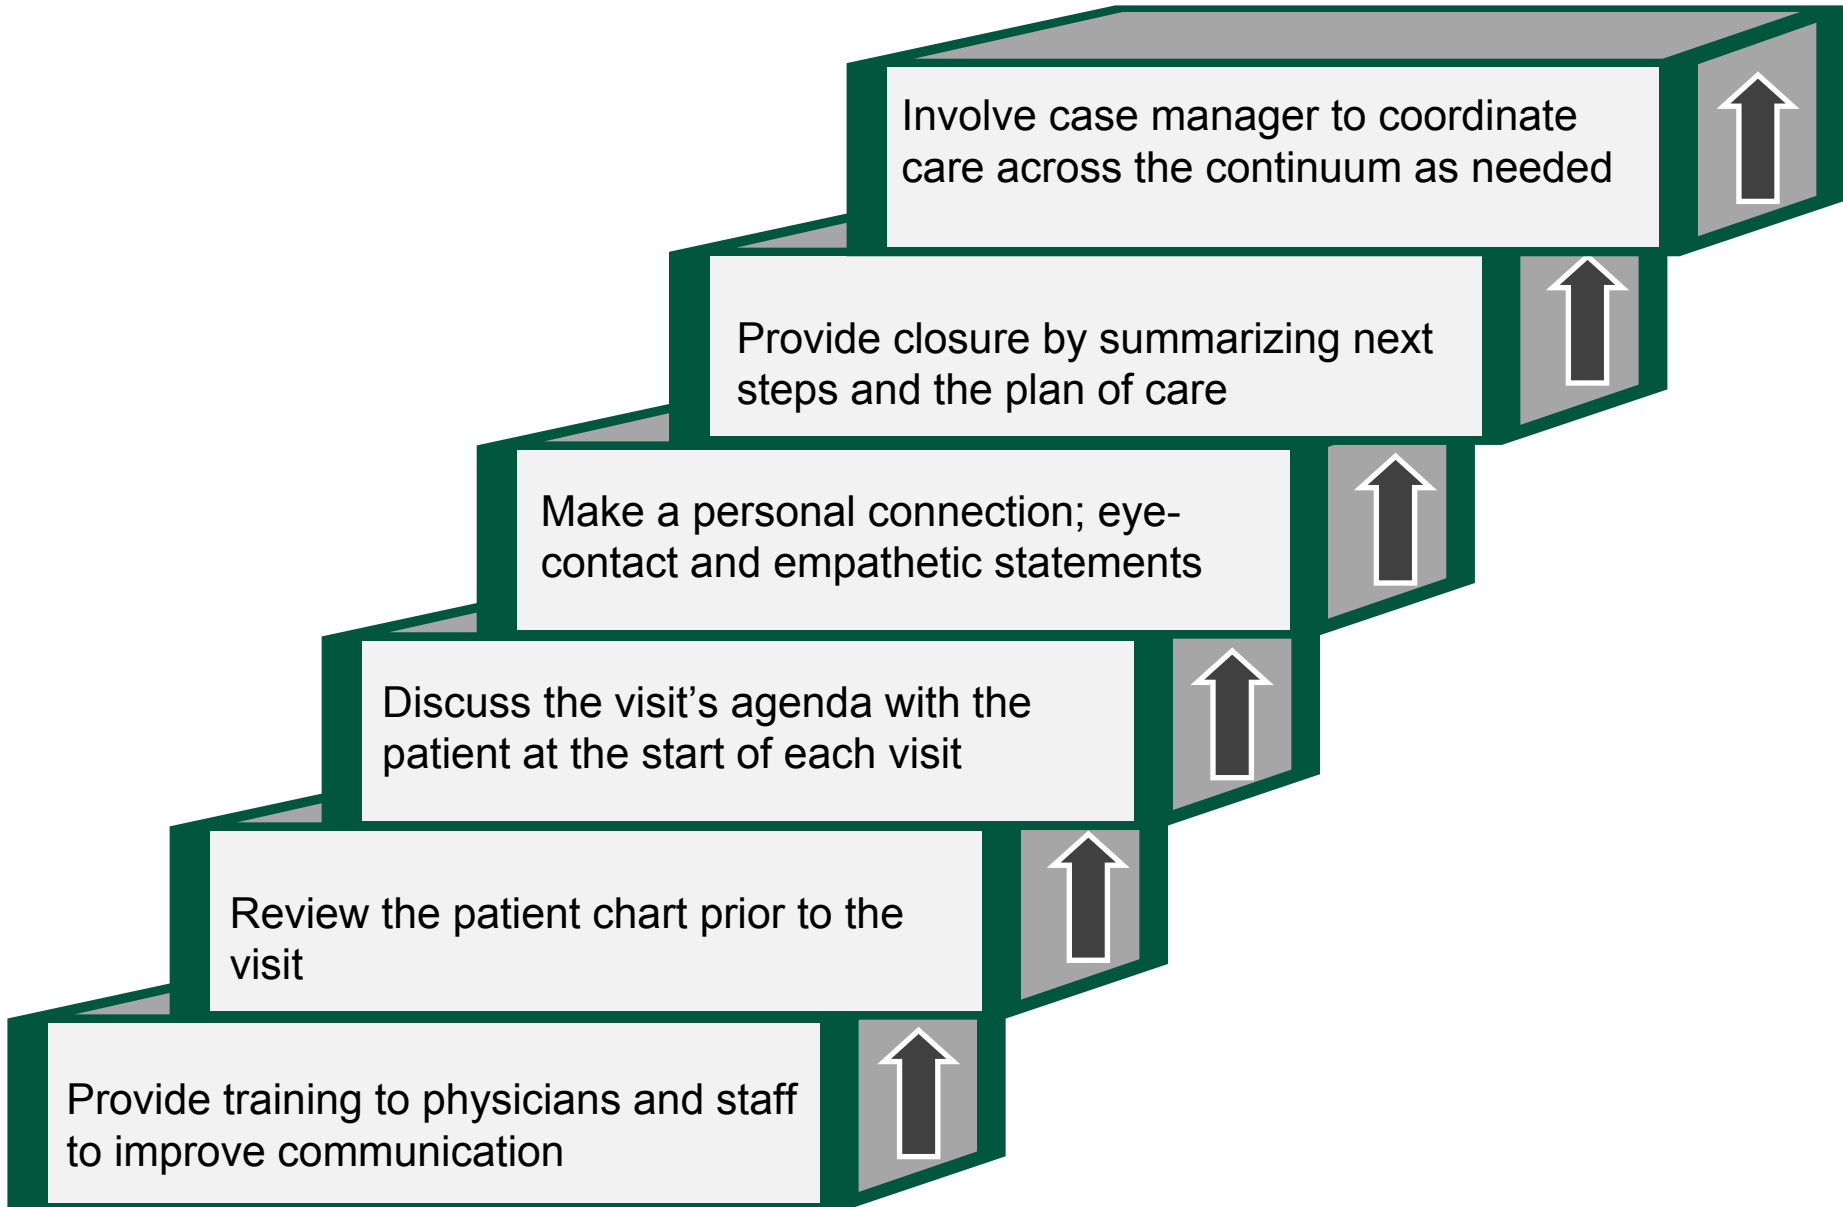 Involve case manager to coordinate
care across the continuum as needed
Provide closure by summarizing next
steps and the plan of care
Make a personal connection; eye-
contact and empathetic statements
Discuss the visit’s agenda with the
patient at the start of each visit
Review the patient chart prior to the
visit
Provide training to physicians and staff
to improve communication